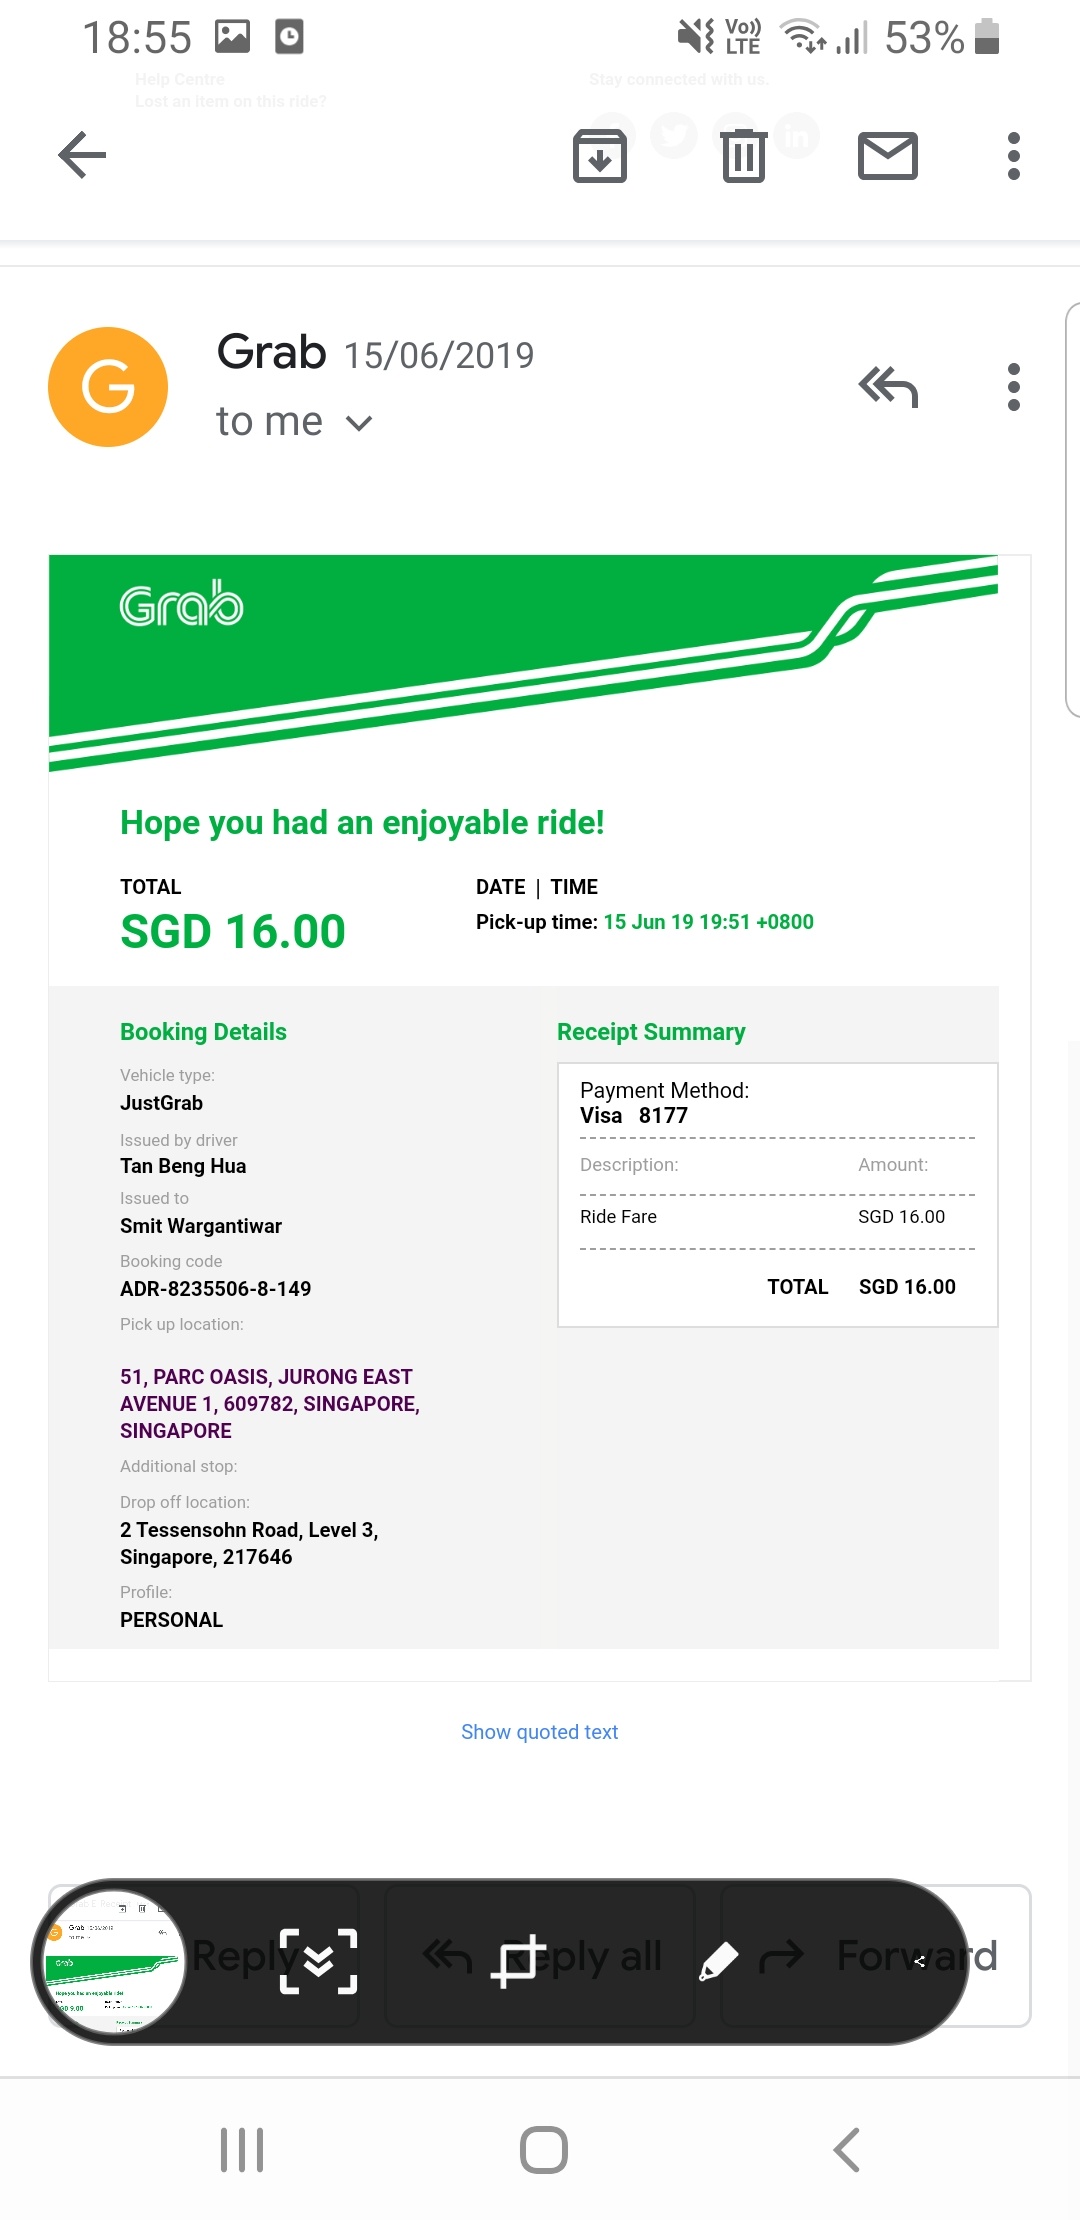 18:55
Vo))
LTE
53%
Help Centre
Stay connected with us.
Lost an item on this ride?
G
Grab 15/06/2019
to me
Grab
Hope you had an enjoyable ride!
TOTAL
DATE | TIME
SGD 16.00
Pick-up time: 15 Jun 19 19:51 +0800
Booking Details
Vehicle type:
JustGrab
Issued by driver
Tan Beng Hua
Issued to
Smit Wargantiwar
Booking code
ADR-8235506-8-149
Pick up location:
51, PARC OASIS, JURONG EAST
AVENUE 1, 609782, SINGAPORE,
SINGAPORE
Additional stop:
Drop off location:
2 Tessensohn Road, Level 3,
Singapore, 217646
Profile:
PERSONAL
Receipt Summary
Payment Method:
Visa 8177
Description: Amount:
Ride Fare SGD 16.00
TOTAL SGD 16.00
Show quoted text
Reply
Reply all
Forward